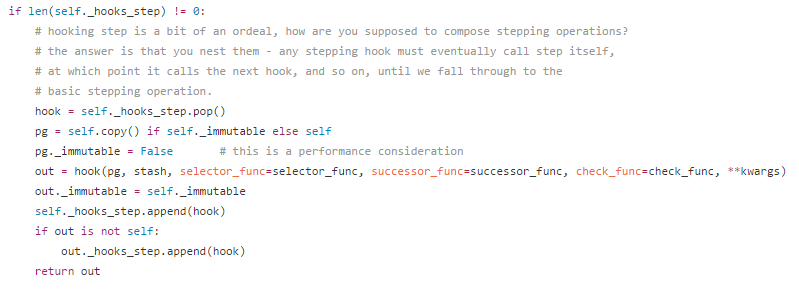 if len(self._hooks_step) != 0:
    # hooking step is a bit of an ordeal, how are you supposed to compose stepping operations?
    # the answer is that you nest them - any stepping hook must eventually call step itself,
    # at which point it calls the next hook, and so on, until we fall through to the
    # basic stepping operation.
    hook = self._hooks_step.pop()
    pg = self.copy() if self._immutable else self
    pg._immutable = False       # this is a performance consideration
    out = hook(pg, stash, selector_func=selector_func, successor_func=successor_func, check_func=check_func, **kwargs)
    out._immutable = self._immutable
    self._hooks_step.append(hook)
    if out is not self:
        out._hooks_step.append(hook)
    return out